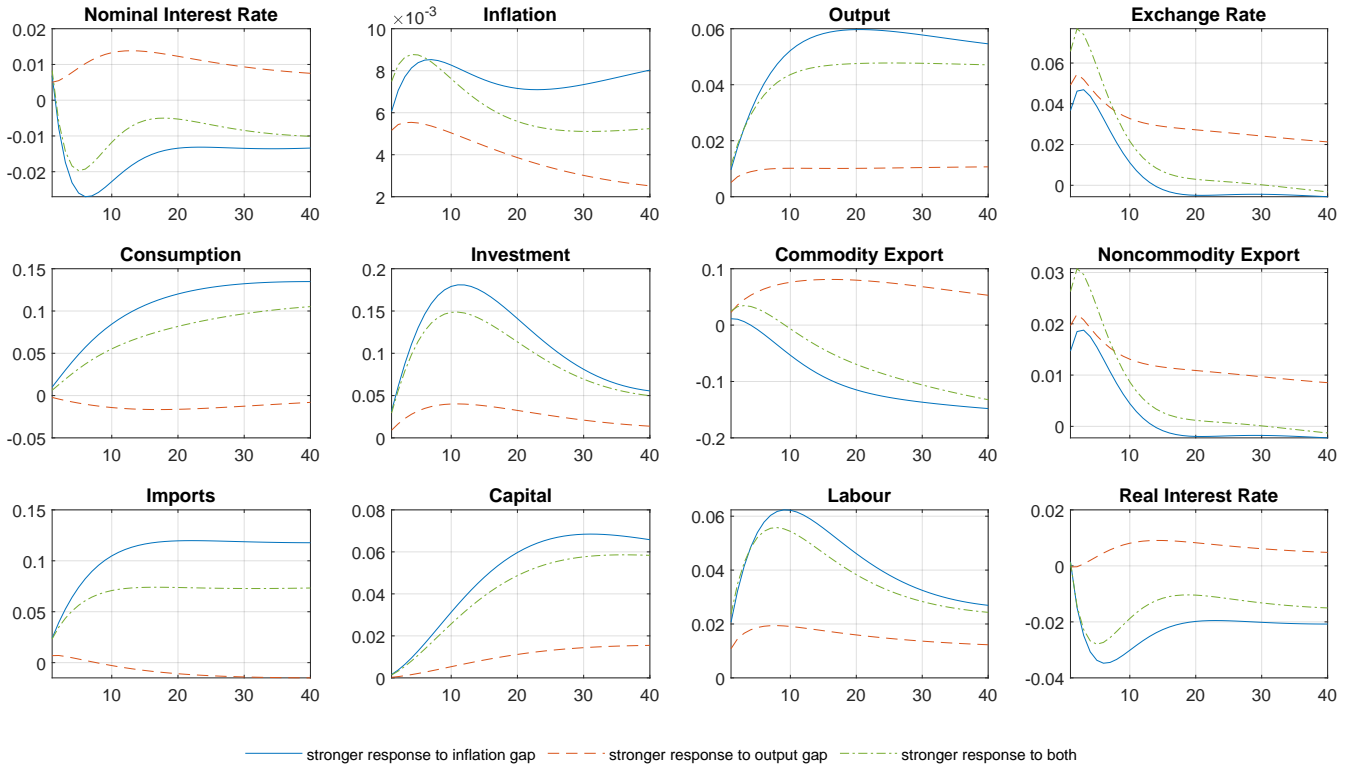 Nominal Interest Rate
0.02
0.01
0
-0.01
-0.02
10 20 30 40
Inflation
×10⁻³
10
8
6
4
2
10 20 30 40
Output
0.06
0.04
0.02
0
10 20 30 40
Exchange Rate
0.06
0.04
0.02
0
10 20 30 40
Consumption
0.15
0.1
0.05
0
-0.05
10 20 30 40
Investment
0.2
0.15
0.1
0.05
0
10 20 30 40
Commodity Export
0.1
0
-0.1
-0.2
10 20 30 40
Noncommodity Export
0.03
0.02
0.01
0
10 20 30 40
Imports
0.15
0.1
0.05
0
10 20 30 40
Capital
0.08
0.06
0.04
0.02
0
10 20 30 40
Labour
0.06
0.04
0.02
0
10 20 30 40
Real Interest Rate
0.02
0
-0.02
-0.04
10 20 30 40
stronger response to inflation gap stronger response to output gap stronger response to both